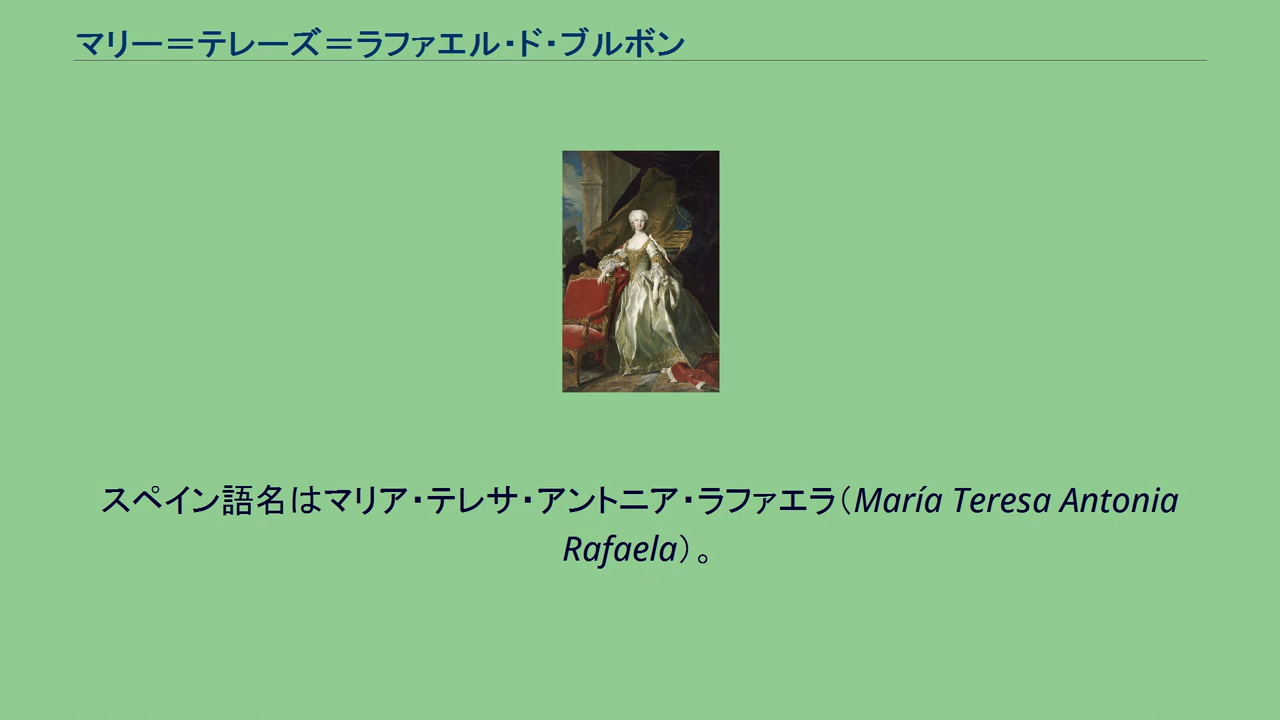 マリー＝テレーズ＝ラファエル・ド・ブルボン
スペイン語名はマリア・テレサ・アントニア・ラファエラ（María Teresa Antonia
Rafaela）。